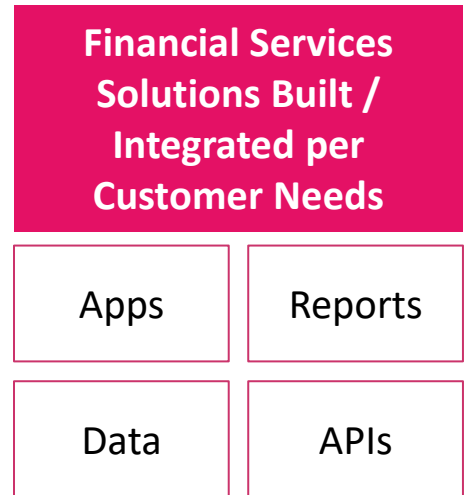 Financial Services
Solutions Built /
Integrated per
Customer Needs
Apps
Reports
Data
APIs